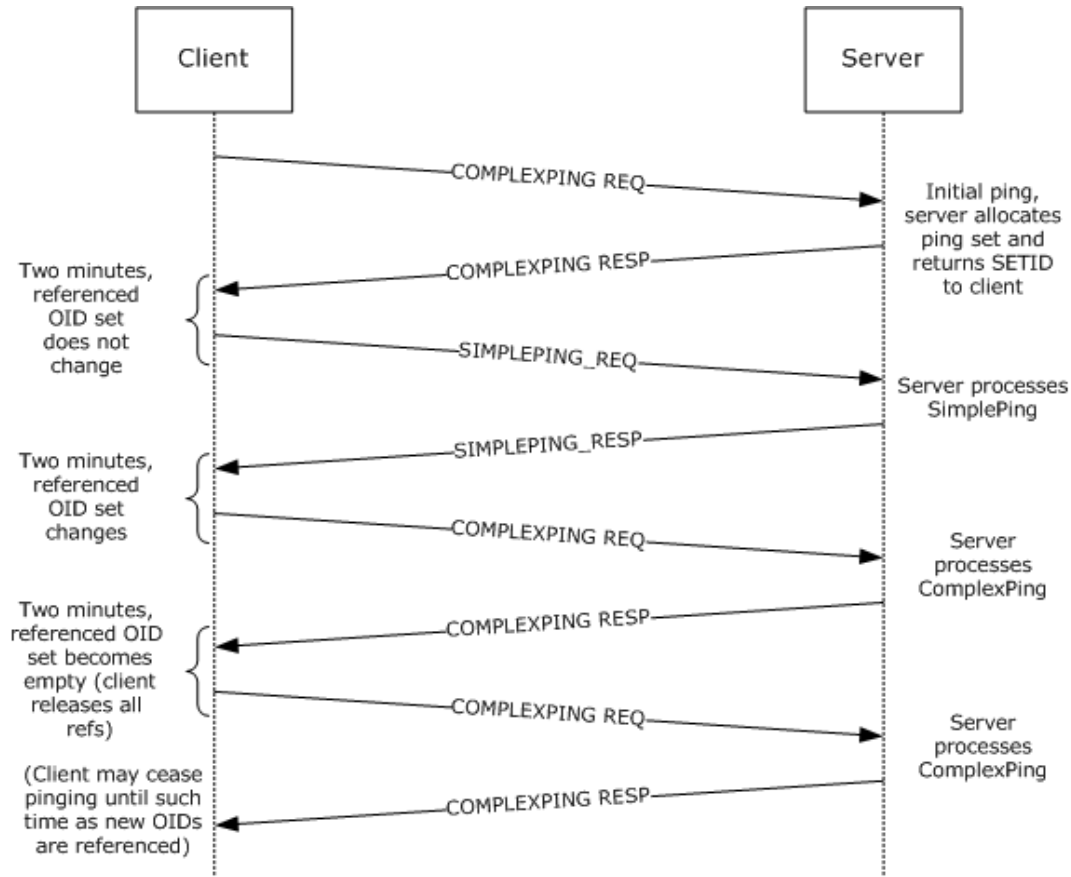 Client
Server
COMPLEXPING REQ
Initial ping,
server allocates
ping set and
returns SETID
to client
COMPLEXPING RESP
Two minutes,
referenced
OID set
does not
change
SIMPLEPING_REQ
Server processes
SimplePing
SIMPLEPING_RESP
Two minutes,
referenced
OID set
changes
COMPLEXPING REQ
Server
processes
ComplexPing
COMPLEXPING RESP
Two minutes,
referenced OID
set becomes
empty (client
releases all
refs)
COMPLEXPING REQ
Server
processes
ComplexPing
COMPLEXPING RESP
(Client may cease
pinging until such
time as new OIDs
are referenced)